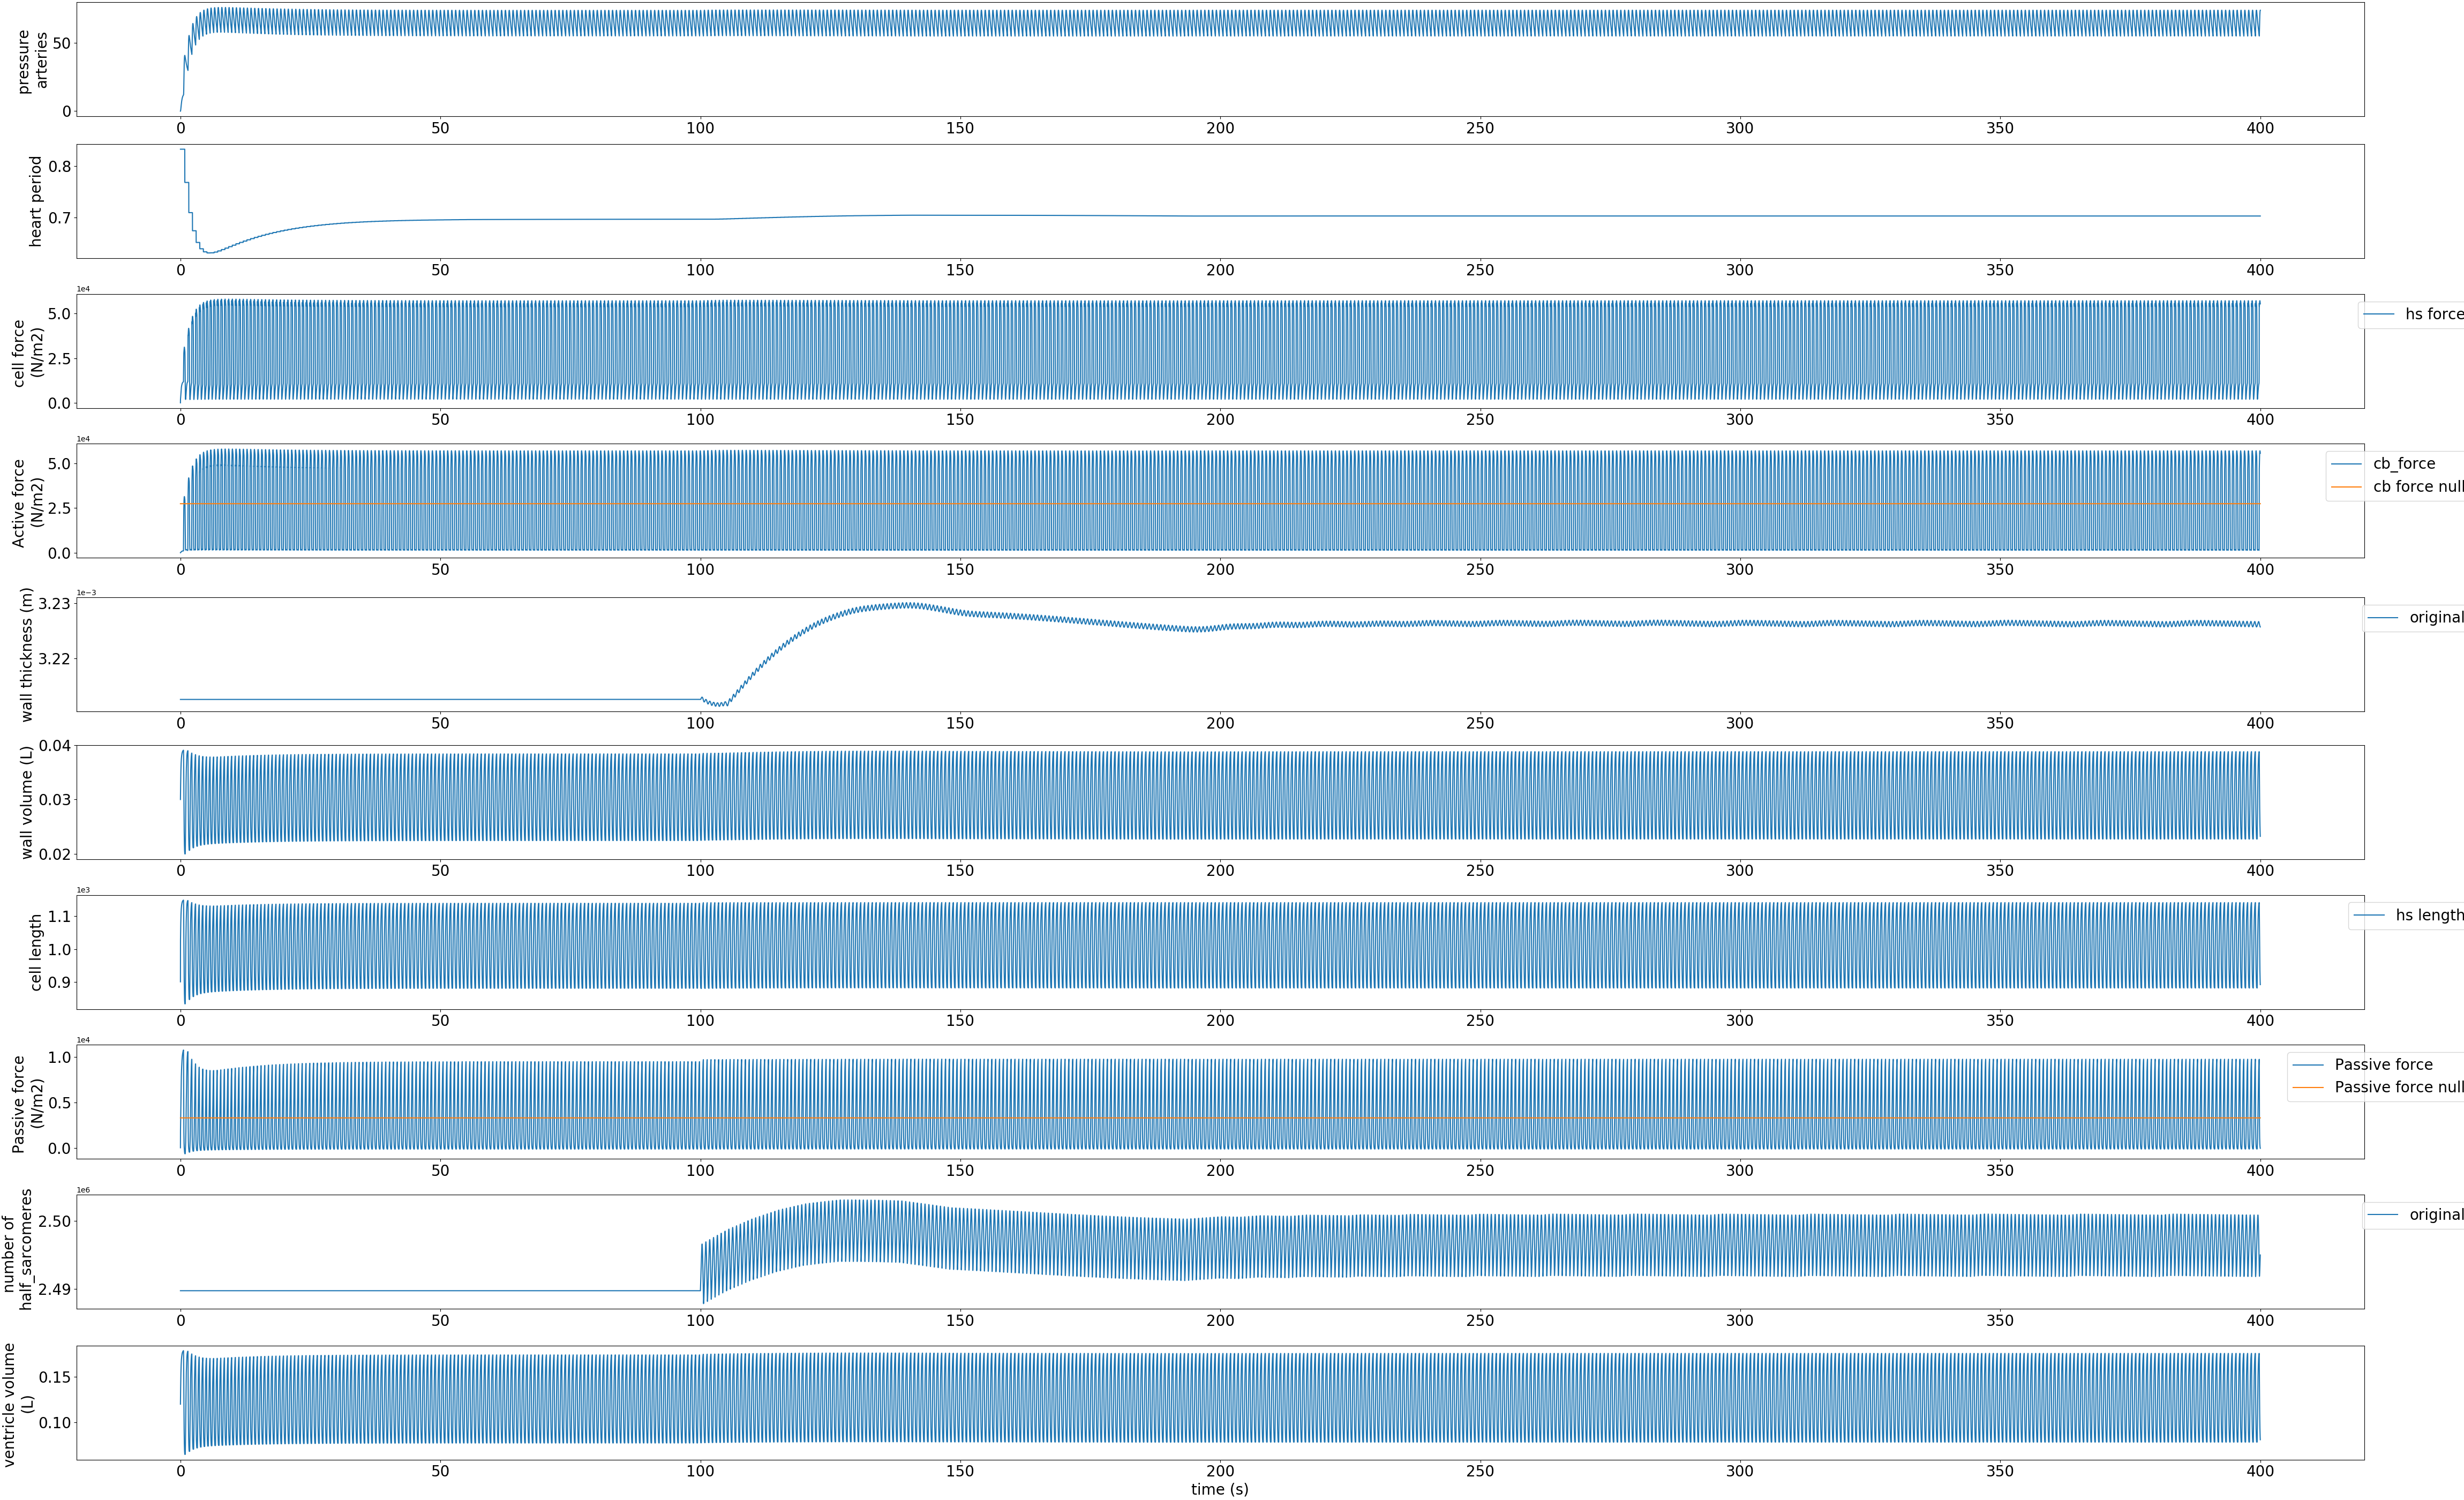 pressure
arteries
50
0
0 50 100 150 200 250 300 350 400
heart period
0.8
0.7
0 50 100 150 200 250 300 350 400
1e4
cell force
(N/m2)
5.0
2.5
0.0
hs force
0 50 100 150 200 250 300 350 400
1e4
Active force
(N/m2)
5.0
2.5
0.0
cb_force
cb force null
0 50 100 150 200 250 300 350 400
1e−3
wall thickness (m)
3.23
3.22
original
0 50 100 150 200 250 300 350 400
wall volume (L)
0.04
0.03
0.02
0 50 100 150 200 250 300 350 400
1e3
cell length
1.1
1.0
0.9
hs length
0 50 100 150 200 250 300 350 400
1e4
Passive force
(N/m2)
1.0
0.5
0.0
Passive force
Passive force null
0 50 100 150 200 250 300 350 400
1e6
number of
half_sarcomeres
2.50
2.49
original
0 50 100 150 200 250 300 350 400
ventricle volume
(L)
0.15
0.10
0 50 100 150 200 250 300 350 400
time (s)